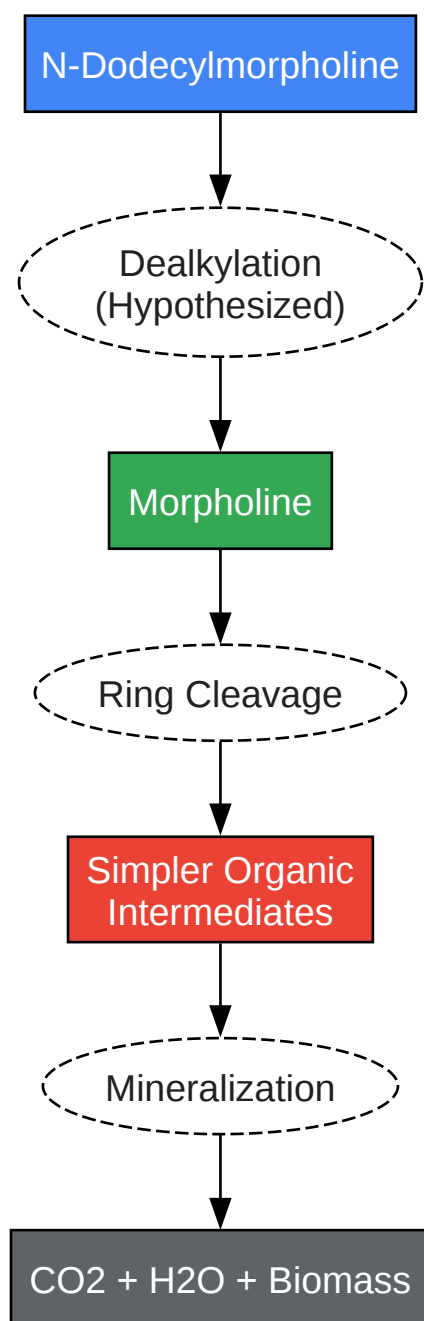 N-Dodecylmorpholine
Dealkylation
(Hypothesized)
Morpholine
Ring Cleavage
Simpler Organic
Intermediates
Mineralization
CO2 + H2O + Biomass